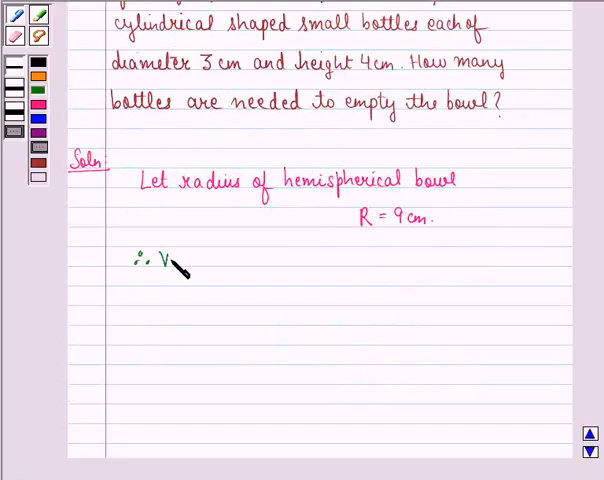 cylindrical shaped small bottles each of
diameter 3 cm and height 4 cm. How many
bottles are needed to empty the bowl?
Soln:
Let radius of hemispherical bowl
R = 9 cm.
∴ V